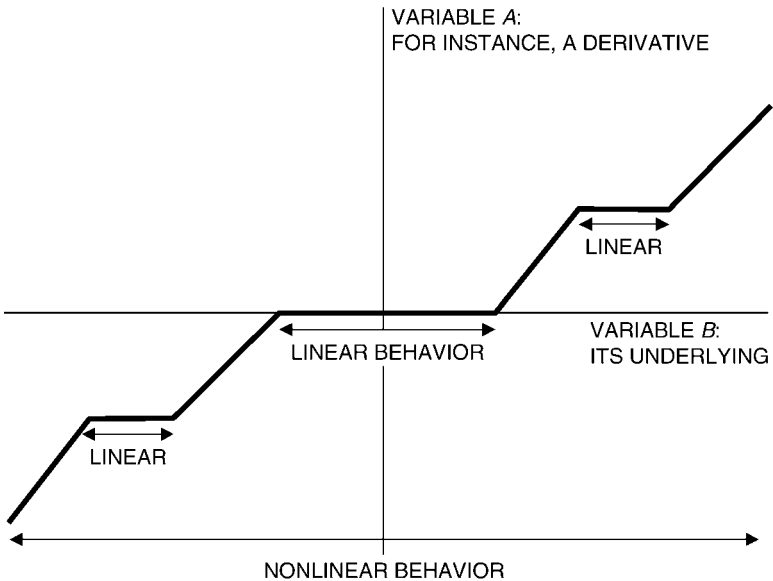 VARIABLE A:
FOR INSTANCE, A DERIVATIVE
LINEAR
VARIABLE B:
ITS UNDERLYING
LINEAR BEHAVIOR
LINEAR
NONLINEAR BEHAVIOR